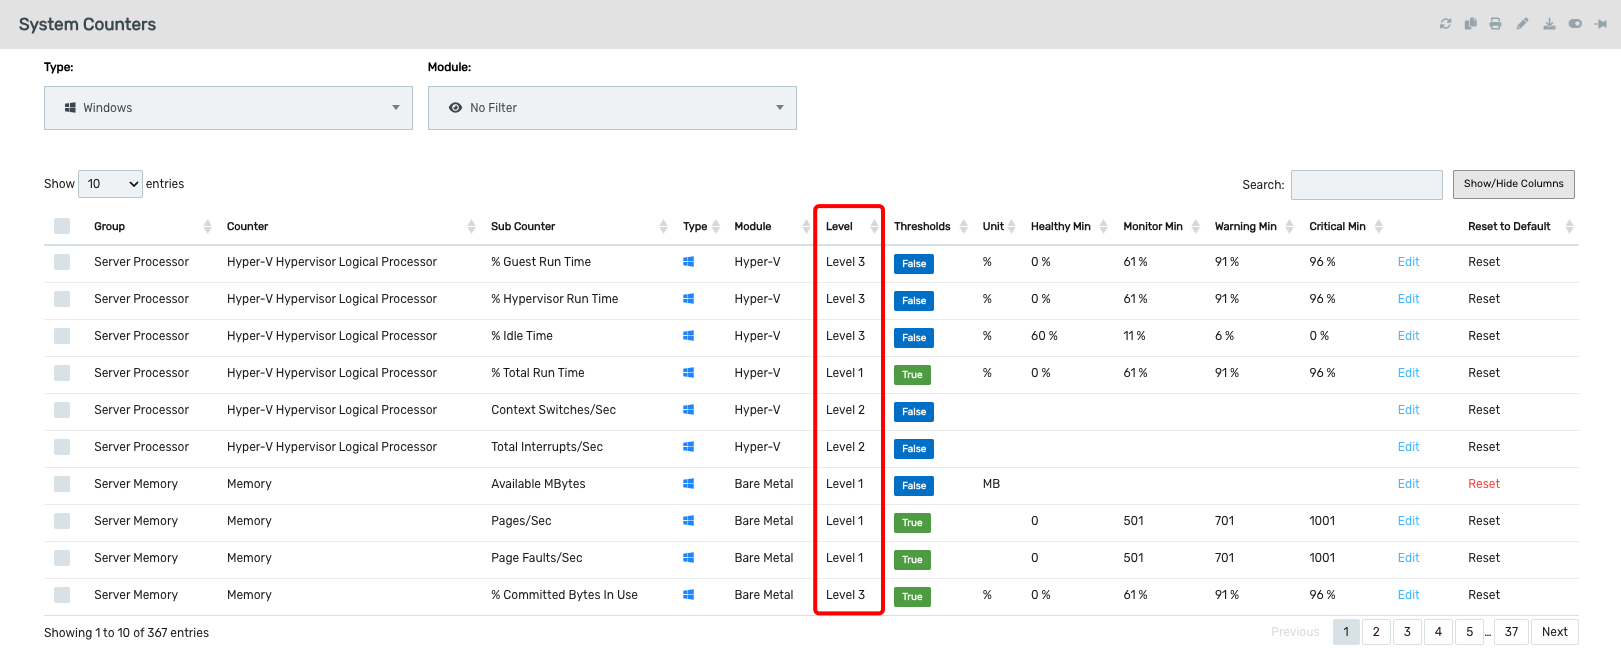 System Counters
Type: Module:
Windows No Filter
Show 10 entries Search: Show/Hide Columns
Group Counter Sub Counter Type Module Level Thresholds Unit Healthy Min Monitor Min Warning Min Critical Min Reset to Default
Server Processor Hyper-V Hypervisor Logical Processor % Guest Run Time Hyper-V Level 3 False % 0 % 61 % 91 % 96 % Edit Reset
Server Processor Hyper-V Hypervisor Logical Processor % Hypervisor Run Time Hyper-V Level 3 False % 0 % 61 % 91 % 96 % Edit Reset
Server Processor Hyper-V Hypervisor Logical Processor % Idle Time Hyper-V Level 3 False % 60 % 11 % 6 % 0 % Edit Reset
Server Processor Hyper-V Hypervisor Logical Processor % Total Run Time Hyper-V Level 1 True % 0 % 61 % 91 % 96 % Edit Reset
Server Processor Hyper-V Hypervisor Logical Processor Context Switches/Sec Hyper-V Level 2 False Edit Reset
Server Processor Hyper-V Hypervisor Logical Processor Total Interrupts/Sec Hyper-V Level 2 False Edit Reset
Server Memory Memory Available MBytes Bare Metal Level 1 False MB Edit Reset
Server Memory Memory Pages/Sec Bare Metal Level 1 True 0 501 701 1001 Edit Reset
Server Memory Memory Page Faults/Sec Bare Metal Level 1 True 0 501 701 1001 Edit Reset
Server Memory Memory % Committed Bytes In Use Bare Metal Level 3 True % 0 % 61 % 91 % 96 % Edit Reset
Showing 1 to 10 of 367 entries Previous 1 2 3 4 5 … 37 Next